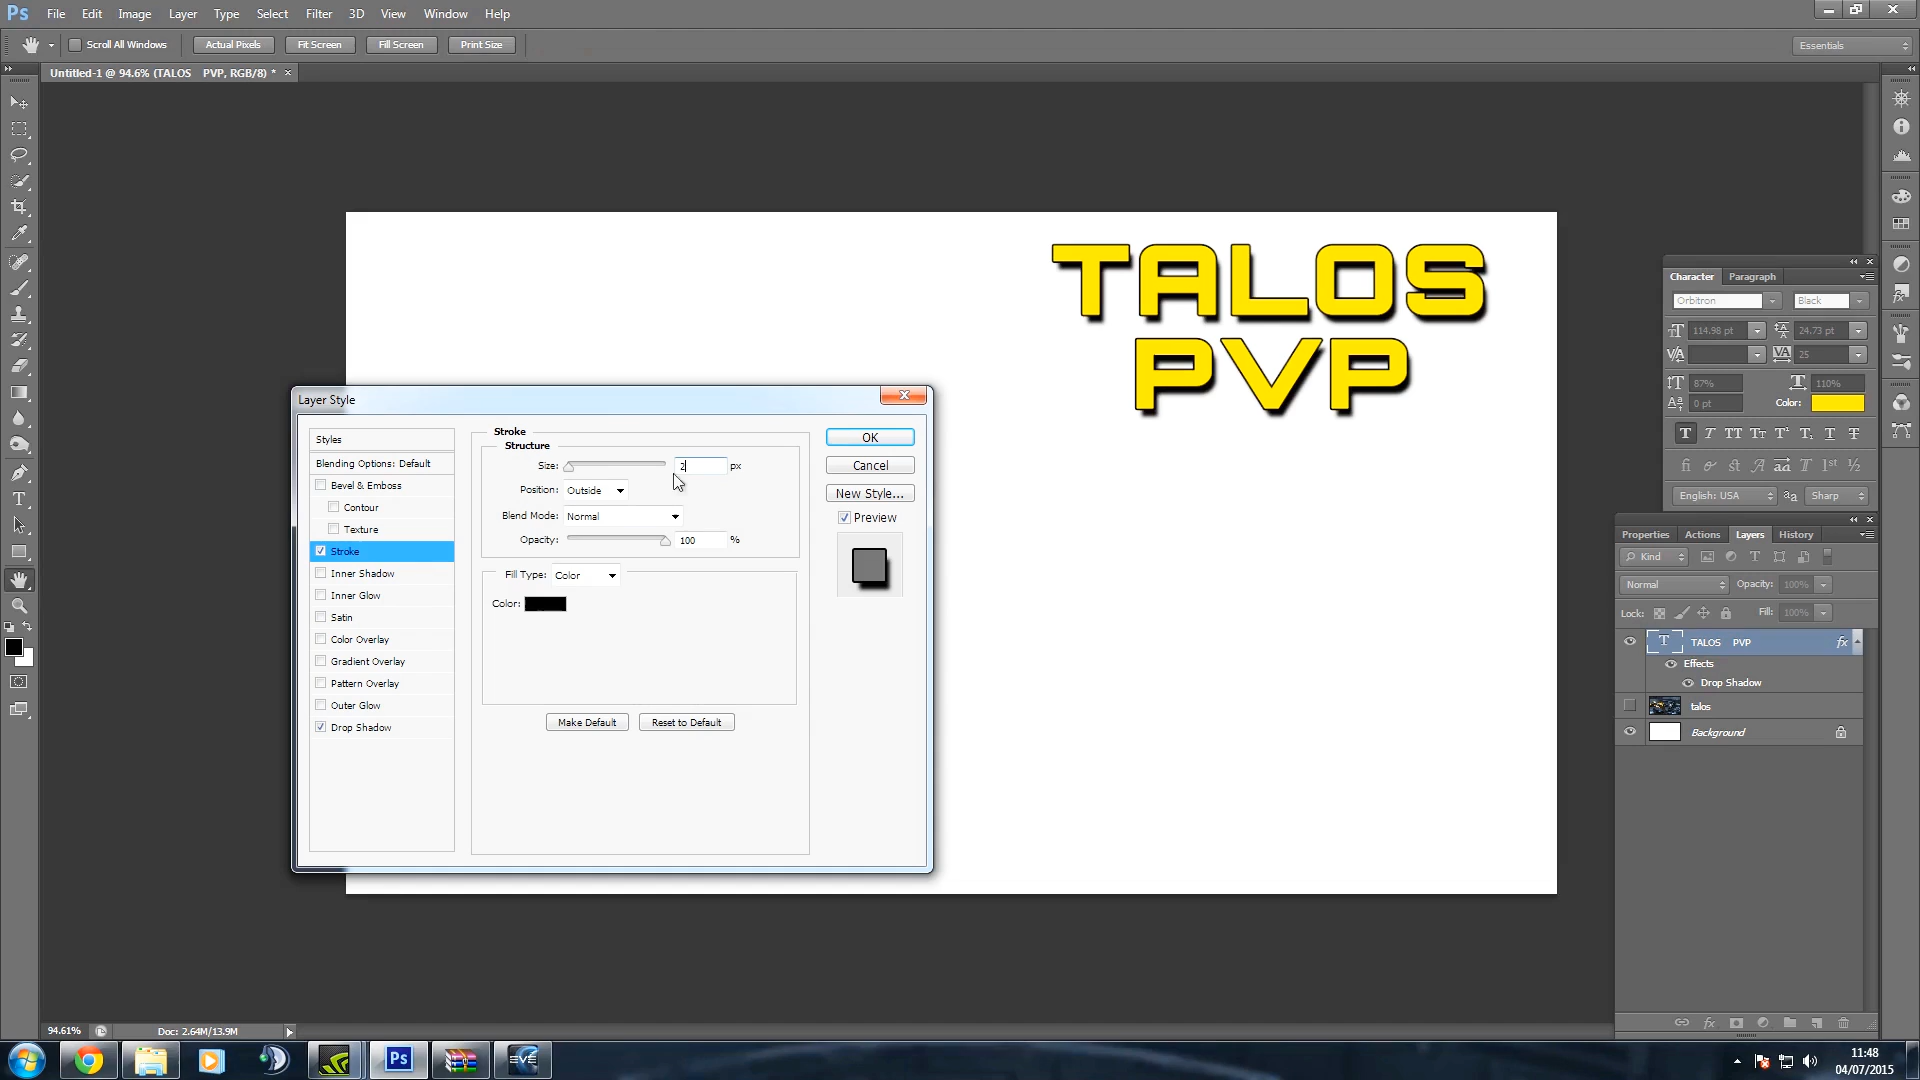 Ps File Edit Image Layer Type Select Filter 3D View Window Help
Scroll All Windows Actual Pixels Fit Screen Fill Screen Print Size Essentials
Untitled-1 @ 94.6% (TALOS PVP, RGB/8) * ×
TALOS
PVP
Layer Style
Styles
Blending Options: Default
Bevel & Emboss
Contour
Texture
Stroke
Inner Shadow
Inner Glow
Satin
Color Overlay
Gradient Overlay
Pattern Overlay
Outer Glow
Drop Shadow
Stroke
Structure
Size: 2 px
Position: Outside
Blend Mode: Normal
Opacity: 100 %
Fill Type: Color
Color:
Make Default Reset to Default
OK
Cancel
New Style...
Preview
Character Paragraph
Orbitron Black
114.98 pt 24.73 pt
25
87% 110%
0 pt Color:
English: USA Sharp
Properties Actions Layers History
Kind
Normal Opacity: 100%
Lock: Fill: 100%
TALOS PVP fx
Effects
Drop Shadow
talos
Background
94.61% Doc: 2.64M/13.9M
Ps EVE
11:48
04/07/2015